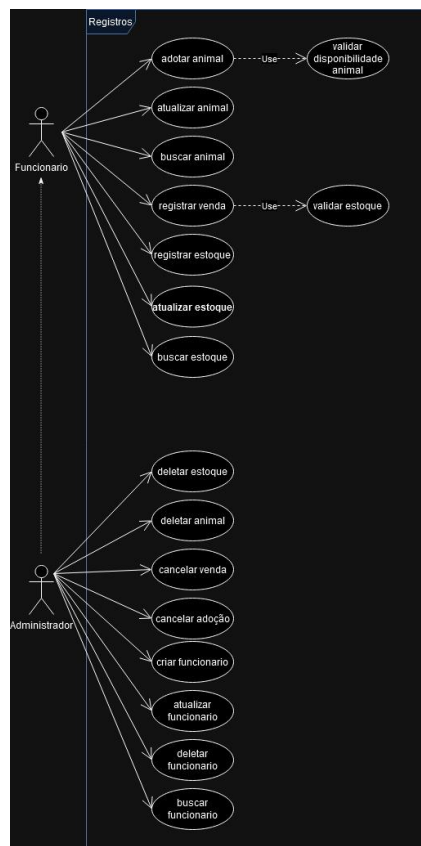 Registros
adotar animal
Use
validar
disponibilidade
animal
atualizar animal
buscar animal
Funcionario
registrar venda
Use
validar estoque
registrar estoque
atualizar estoque
buscar estoque
deletar estoque
deletar animal
cancelar venda
Administrador
cancelar adoção
criar funcionario
atualizar
funcionario
deletar
funcionario
buscar
funcionario